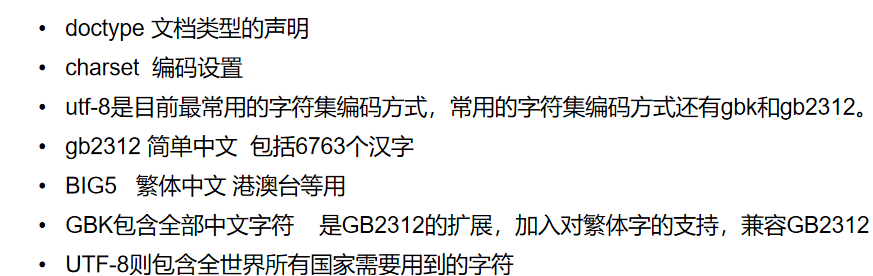 • doctype 文档类型的声明
• charset 编码设置
• utf-8是目前最常用的字符集编码方式，常用的字符集编码方式还有gbk和gb2312。
• gb2312 简单中文 包括6763个汉字
• BIG5 繁体中文 港澳台等用
• GBK包含全部中文字符 是GB2312的扩展，加入对繁体字的支持，兼容GB2312
• UTF-8则包含全世界所有国家需要用到的字符